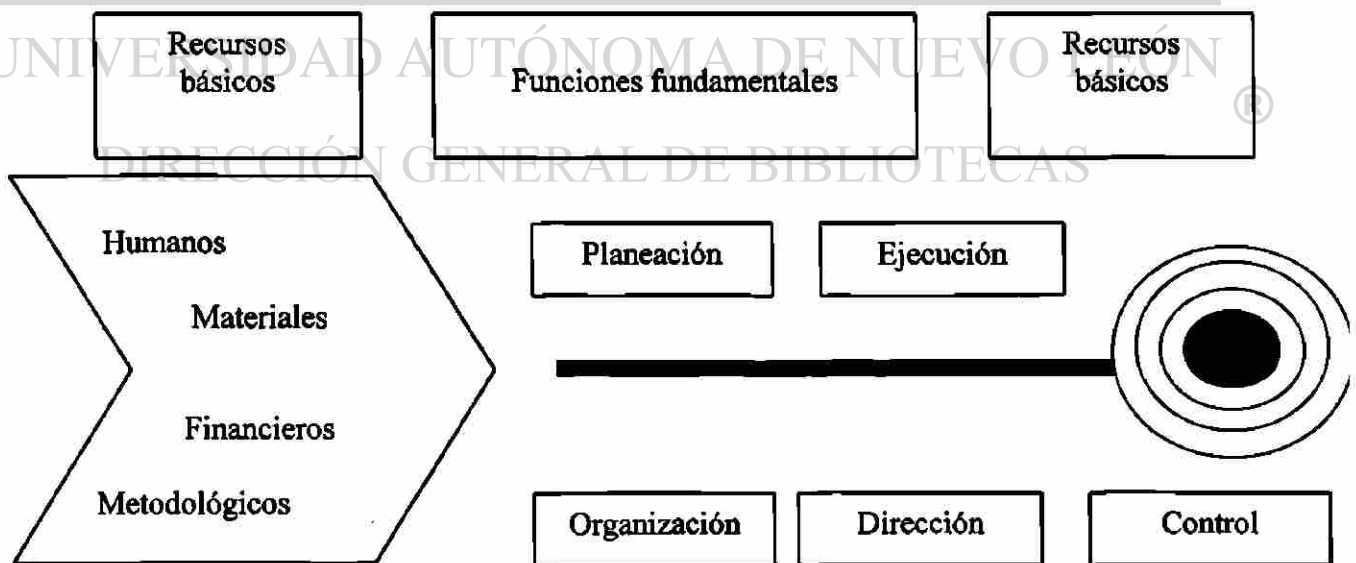 UNIVERSIDAD AUTÓNOMA DE NUEVO LEÓN
®
DIRECCIÓN GENERAL DE BIBLIOTECAS
Recursos
básicos
Funciones fundamentales
Recursos
básicos
Humanos
Materiales
Financieros
Metodológicos
Planeación
Ejecución
Organización
Dirección
Control